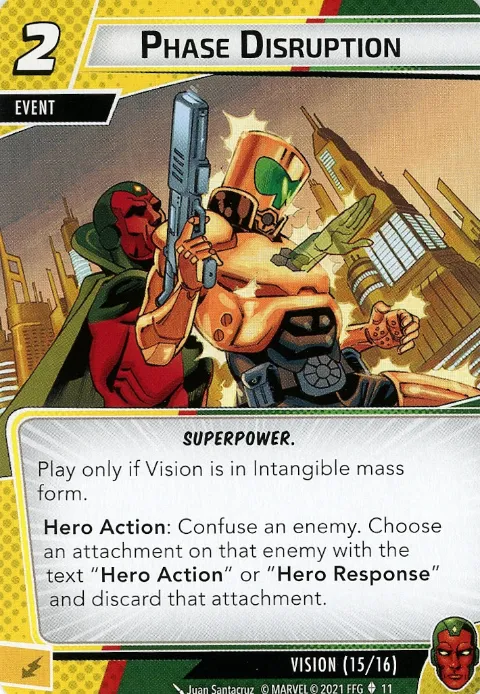 2
PHASE DISRUPTION
EVENT
SUPERPOWER.
Play only if Vision is in Intangible mass
form.
Hero Action: Confuse an enemy. Choose
an attachment on that enemy with the
text “Hero Action” or “Hero Response”
and discard that attachment.
VISION (15/16)
Juan Santacruz © MARVEL © 2021 FFG 11